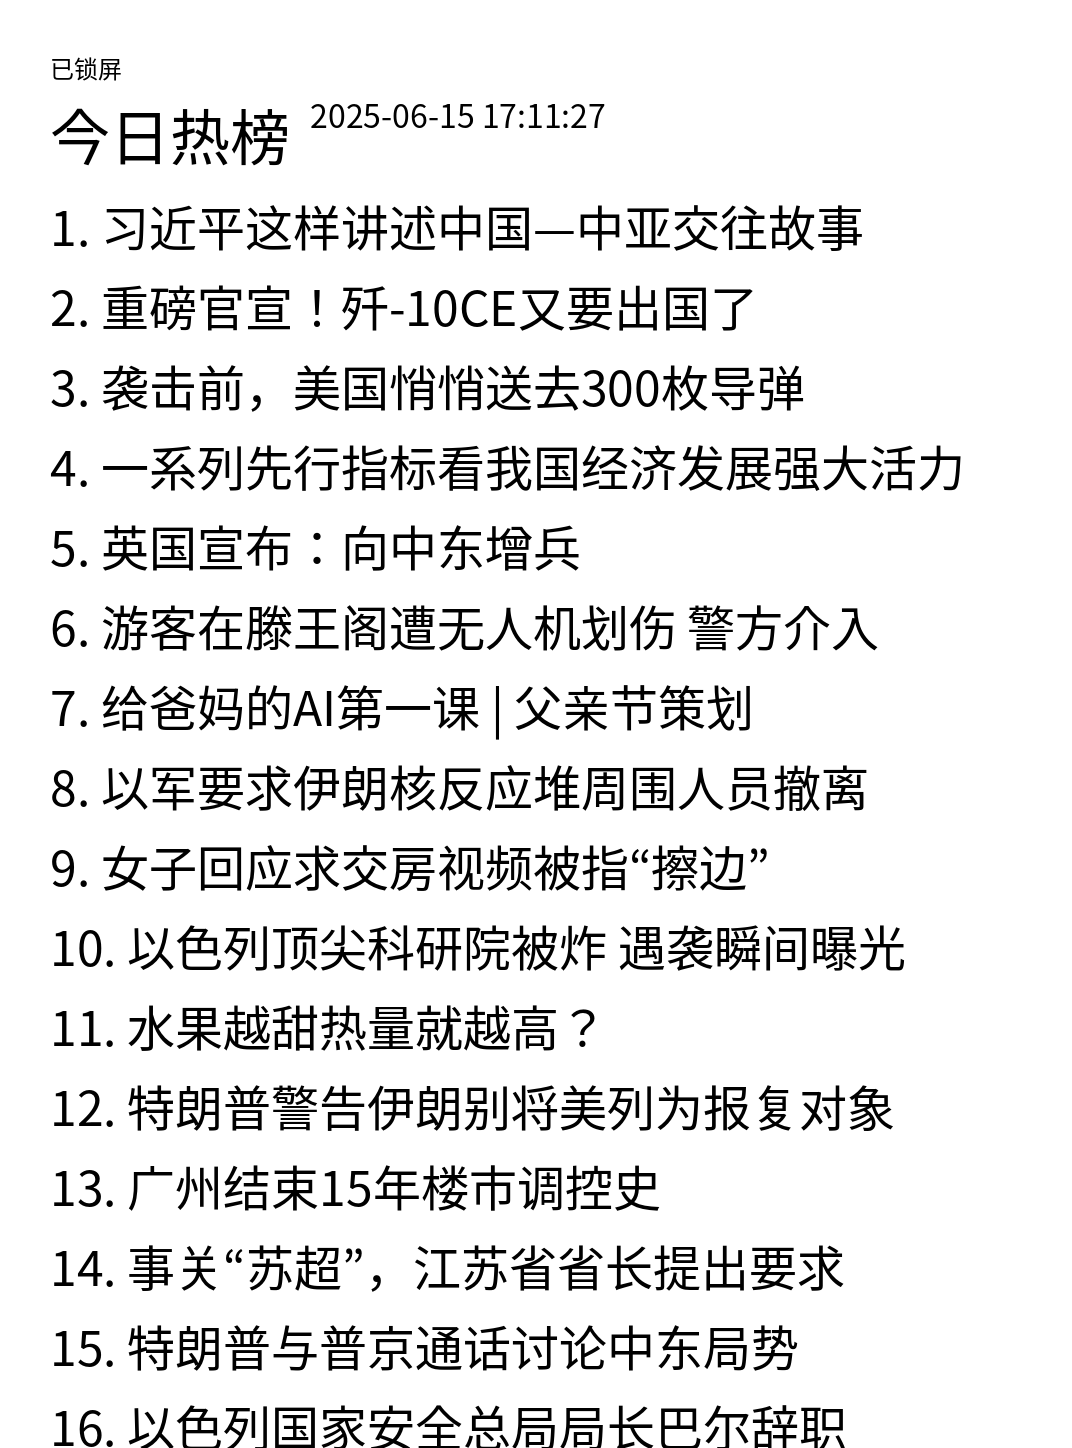 已锁屏
今日热榜 2025-06-15 17:11:27
1. 习近平这样讲述中国—中亚交往故事
2. 重磅官宣！歼-10CE又要出国了
3. 袭击前，美国悄悄送去300枚导弹
4. 一系列先行指标看我国经济发展强大活力
5. 英国宣布：向中东增兵
6. 游客在滕王阁遭无人机划伤 警方介入
7. 给爸妈的AI第一课 | 父亲节策划
8. 以军要求伊朗核反应堆周围人员撤离
9. 女子回应求交房视频被指“擦边”
10. 以色列顶尖科研院被炸 遇袭瞬间曝光
11. 水果越甜热量就越高？
12. 特朗普警告伊朗别将美列为报复对象
13. 广州结束15年楼市调控史
14. 事关“苏超”，江苏省省长提出要求
15. 特朗普与普京通话讨论中东局势
16. 以色列国家安全总局局长巴尔辞职